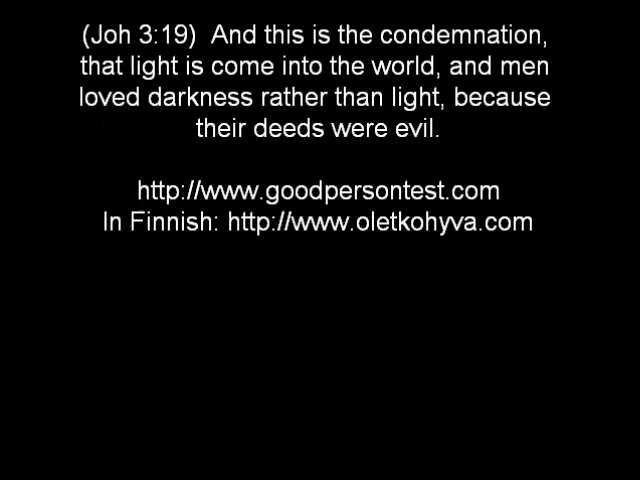 (Joh 3:19)  And this is the condemnation,
that light is come into the world, and men
loved darkness rather than light, because
their deeds were evil.
http://www.goodpersontest.com
In Finnish: http://www.oletkohyva.com